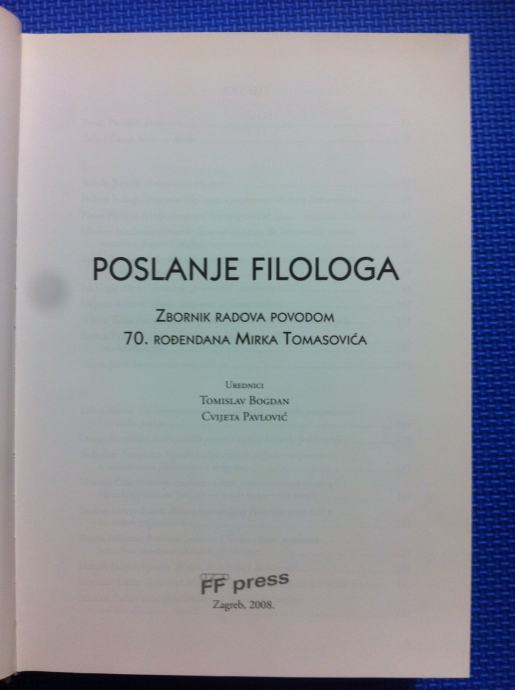 POSLANJE FILOLOGA
ZBORNIK RADOVA POVODOM
70. ROĐENDANA MIRKA TOMASOVIĆA
UREDNICI
TOMISLAV BOGDAN
CVIJETA PAVLOVIĆ
FF press
Zagreb, 2008.